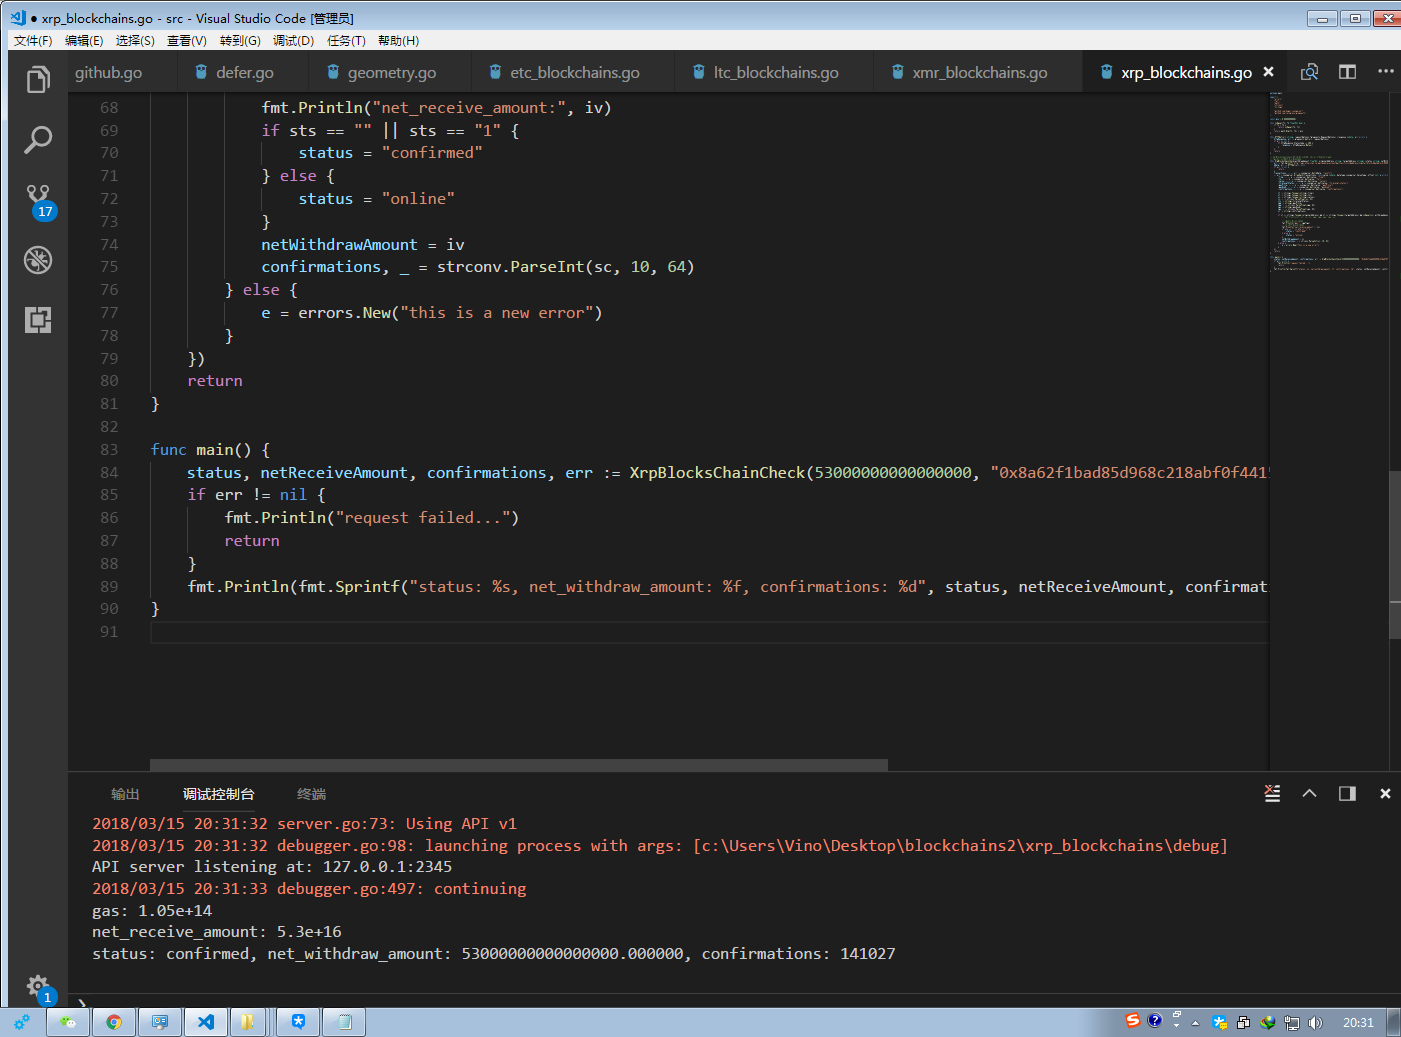 ● xrp_blockchains.go - src - Visual Studio Code [管理员]
文件(F) 编辑(E) 选择(S) 查看(V) 转到(G) 调试(D) 任务(T) 帮助(H)
github.go defer.go geometry.go etc_blockchains.go ltc_blockchains.go xmr_blockchains.go xrp_blockchains.go
68 fmt.Println("net_receive_amount:", iv)
69 if sts == "" || sts == "1" {
70 status = "confirmed"
71 } else {
72 status = "online"
73 }
74 netWithdrawAmount = iv
75 confirmations, _ = strconv.ParseInt(sc, 10, 64)
76 } else {
77 e = errors.New("this is a new error")
78 }
79 })
80 return
81 }
82
83 func main() {
84 status, netReceiveAmount, confirmations, err := XrpBlocksChainCheck(53000000000000000, "0x8a62f1bad85d968c218abf0f441
85 if err != nil {
86 fmt.Println("request failed...")
87 return
88 }
89 fmt.Println(fmt.Sprintf("status: %s, net_withdraw_amount: %f, confirmations: %d", status, netReceiveAmount, confirmat
90 }
91
17
输出 调试控制台 终端
2018/03/15 20:31:32 server.go:73: Using API v1
2018/03/15 20:31:32 debugger.go:98: launching process with args: [c:\Users\Vino\Desktop\blockchains2\xrp_blockchains\debug]
API server listening at: 127.0.0.1:2345
2018/03/15 20:31:33 debugger.go:497: continuing
gas: 1.05e+14
net_receive_amount: 5.3e+16
status: confirmed, net_withdraw_amount: 53000000000000000.000000, confirmations: 141027
1
20:31